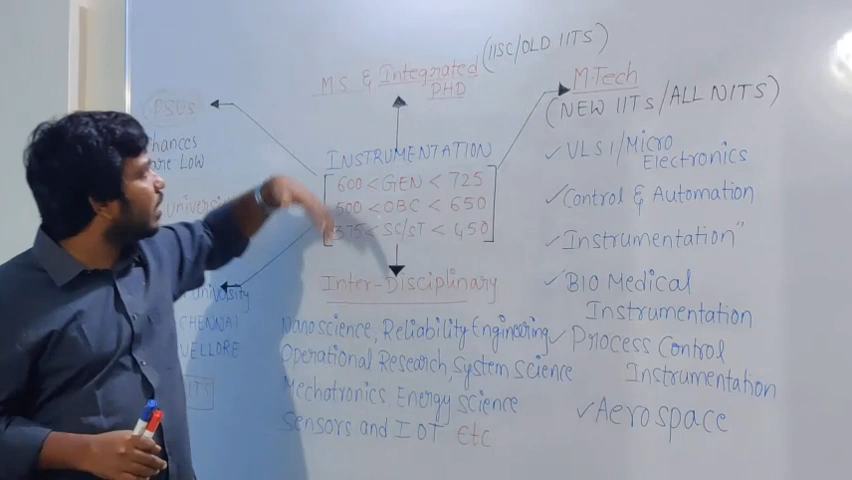 MS & Integrated PHD (IISC/OLD IITS)
PSUs
chances are Low
university
university
CHENNAI
VELLORE
INSTRUMENTATION
600 < GEN < 725
500 < OBC < 650
375 < SC/ST < 450
Inter-Disciplinary
Nanoscience, Reliability Engineering
Operational Research, System science
Mechatronics Energy science
Sensors and IOT Etc
M.Tech
(NEW IITs/ALL NITS)
✓ VLSI/Micro
Electronics
✓ Control & Automation
✓ Instrumentation"
✓ BIO Medical
Instrumentation
✓ Process Control
Instrumentation
✓ Aerospace